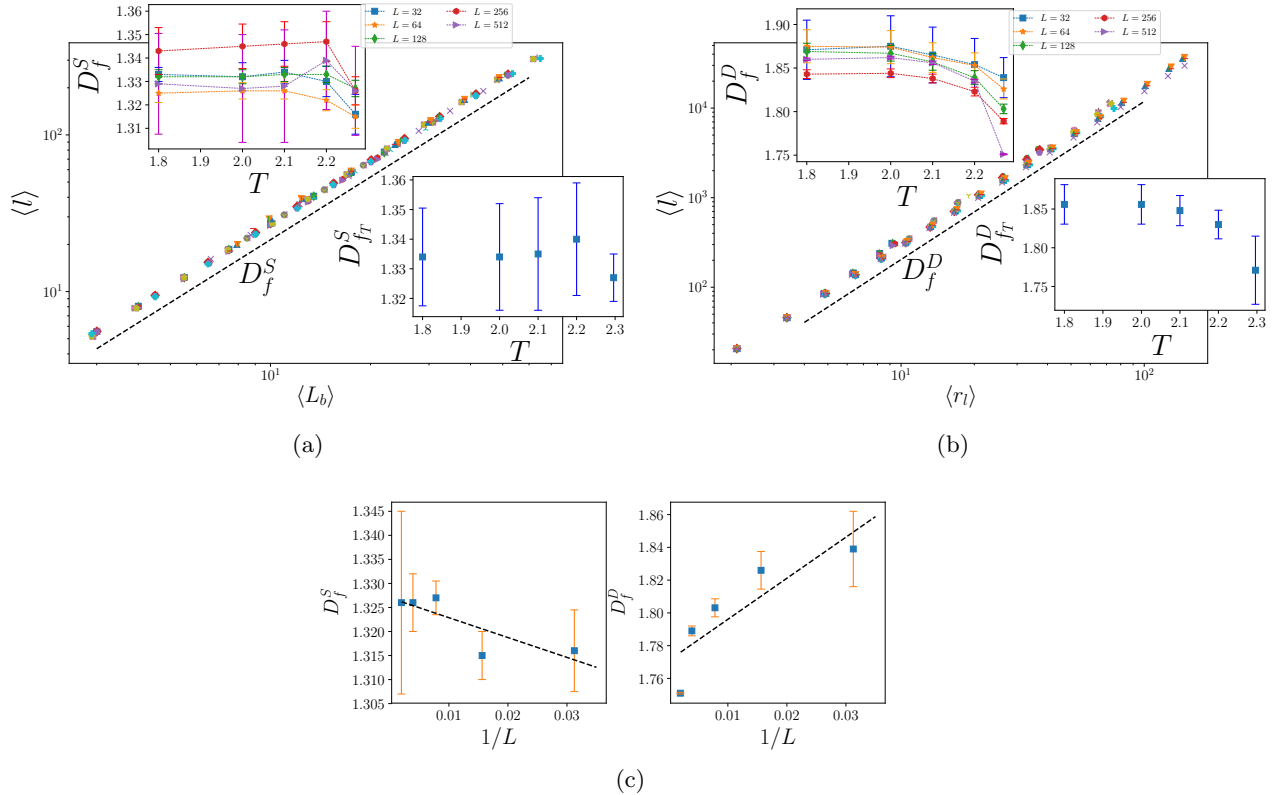 L = 32
L = 64
L = 128
L = 256
L = 512
D_f^S
1.36
1.35
1.34
1.33
1.32
1.31
1.8
1.9
2.0
2.1
2.2
T
⟨l⟩
10^2
10^1
D_f^S
D_{f_T}^S
1.36
1.35
1.34
1.33
1.32
1.8
1.9
2.0
2.1
2.2
2.3
T
10^1
⟨L_b⟩
(a)
L = 32
L = 64
L = 128
L = 256
L = 512
D_f^D
1.90
1.85
1.80
1.75
1.8
1.9
2.0
2.1
2.2
T
⟨l⟩
10^4
10^3
10^2
D_f^D
D_{f_T}^D
1.85
1.80
1.75
1.8
1.9
2.0
2.1
2.2
2.3
T
10^1
10^2
⟨r_l⟩
(b)
D_f^S
1.345
1.330
1.325
1.320
1.315
1.305
0.01
0.02
0.03
1/L
D_f^D
1.86
1.84
1.82
1.80
1.78
1.76
0.01
0.02
0.03
1/L
(c)